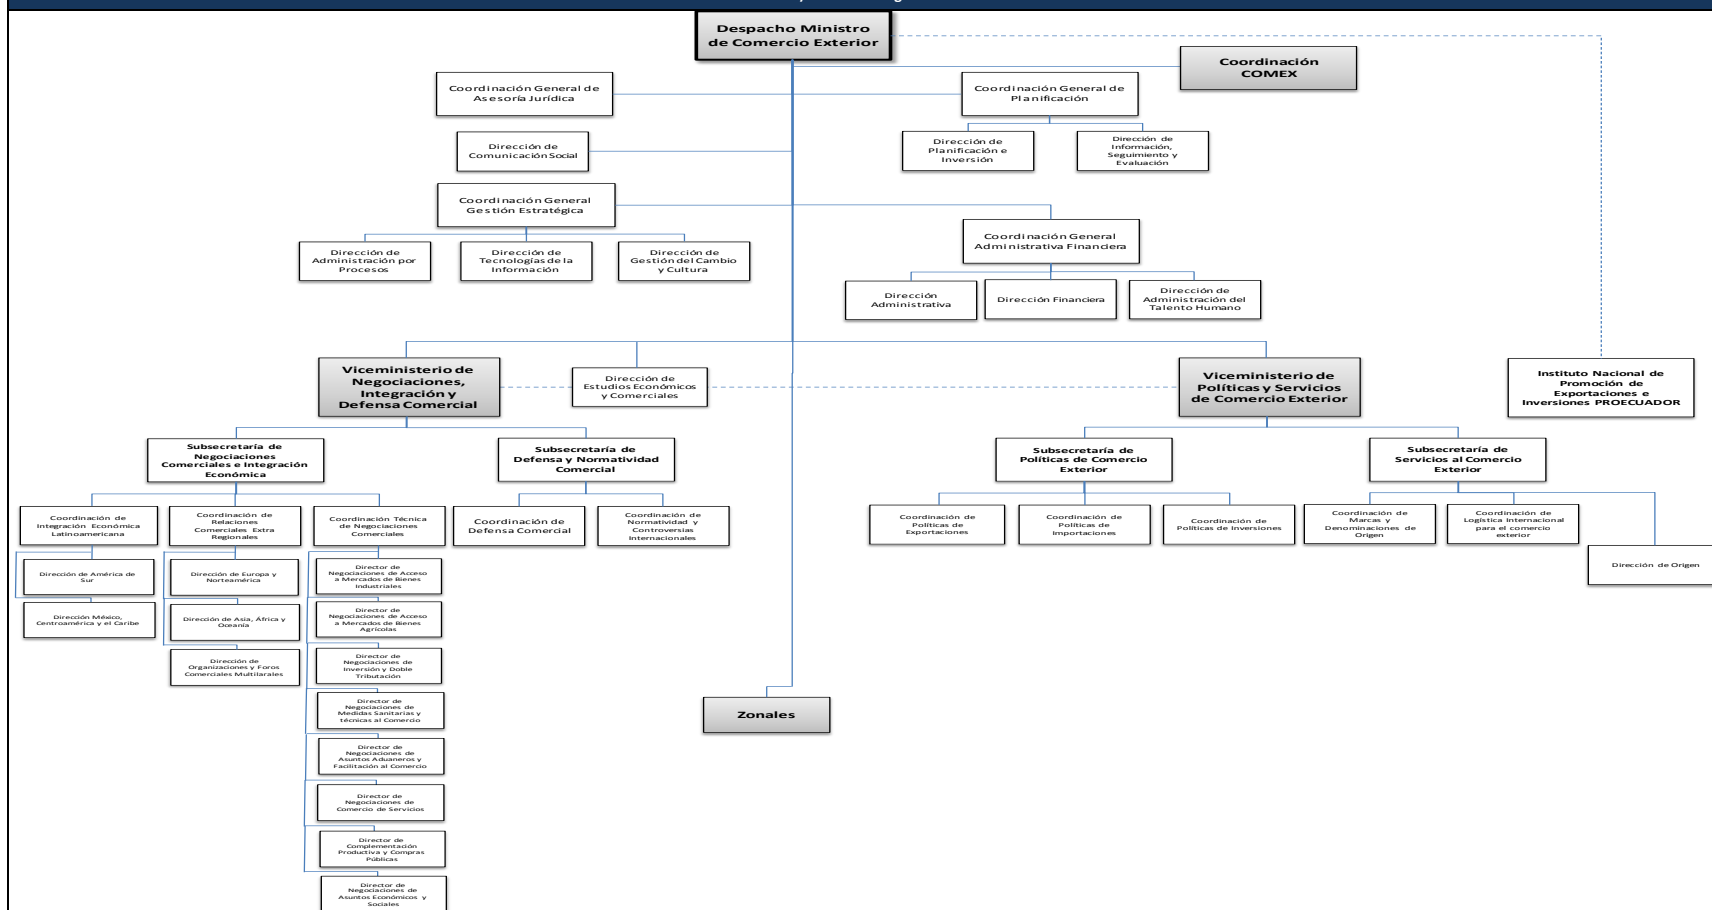 Despacho Ministro
de Comercio Exterior
Coordinación
COMEX
Coordinación General de
Asesoría Jurídica
Coordinación General de
Planificación
Dirección de
Comunicación Social
Dirección de
Planificación e
Inversión
Dirección de
Información,
Seguimiento y
Evaluación
Coordinación General
Gestión Estratégica
Coordinación General
Administrativa Financiera
Dirección de
Administración por
Procesos
Dirección de
Tecnologías de la
Información
Dirección de
Gestión del Cambio
y Cultura
Dirección
Administrativa
Dirección Financiera
Dirección de
Administración del
Talento Humano
Viceministerio de
Negociaciones,
Integración y
Defensa Comercial
Dirección de
Estudios Económicos
y Comerciales
Viceministerio de
Políticas y Servicios
de Comercio Exterior
Instituto Nacional de
Promoción de
Exportaciones e
Inversiones PROECUADOR
Subsecretaría de
Negociaciones
Comerciales e Integración
Económica
Subsecretaría de
Defensa y Normatividad
Comercial
Subsecretaría de
Políticas de Comercio
Exterior
Subsecretaría de
Servicios al Comercio
Exterior
Coordinación de
Integración Económica
Latinoamericana
Coordinación de
Relaciones
Comerciales Extra
Regionales
Coordinación Técnica
de Negociaciones
Comerciales
Coordinación de
Defensa Comercial
Coordinación de
Normatividad y
Controversias
Internacionales
Coordinación de
Políticas de
Exportaciones
Coordinación de
Políticas de
Importaciones
Coordinación de
Políticas de Inversiones
Coordinación de
Marcas y
Denominaciones de
Origen
Coordinación de
Logística Internacional
para el comercio
exterior
Dirección de Origen
Dirección de América de
Sur
Dirección México,
Centroamérica y el Caribe
Dirección de Europa y
Norteamérica
Dirección de Asia, África y
Oceanía
Dirección de
Organizaciones y Foros
Comerciales Multilarales
Director de
Negociaciones de Acceso
a Mercados de Bienes
Industriales
Director de
Negociaciones de Acceso
a Mercados de Bienes
Agrícolas
Director de
Negociaciones de
Inversión y Doble
Tributación
Director de
Negociaciones de
Medidas Sanitarias y
técnicas al Comercio
Director de
Negociaciones de
Asuntos Aduaneros y
Facilitación al Comercio
Director de
Negociaciones de
Comercio de Servicios
Director de
Complementación
Productiva y Compras
Públicas
Director de
Negociaciones de
Asuntos Económicos y
Sociales
Zonales